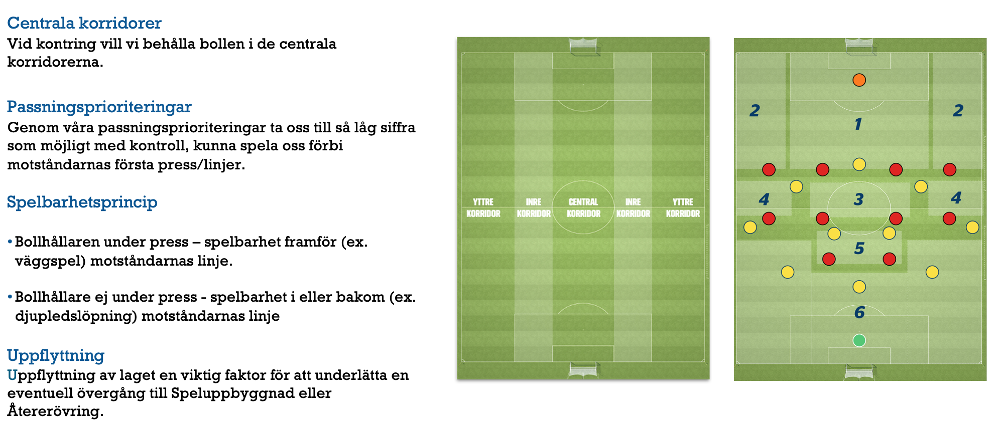 Centrala korridorer
Vid kontring vill vi behålla bollen i de centrala
korridorerna.
Passningsprioriteringar
Genom våra passningsprioriteringar ta oss till så låg siffra
som möjligt med kontroll, kunna spela oss förbi
motståndarnas första press/linjer.
Spelbarhetsprincip
• Bollhållaren under press – spelbarhet framför (ex.
väggspel) motståndarnas linje.
• Bollhållare ej under press - spelbarhet i eller bakom (ex.
djupledslöpning) motståndarnas linje
Uppflyttning
Uppflyttning av laget en viktig faktor för att underlätta en
eventuell övergång till Speluppbyggnad eller
Återerövring.
YTTRE KORRIDOR
INRE KORRIDOR
CENTRAL KORRIDOR
INRE KORRIDOR
YTTRE KORRIDOR
2
2
1
4
3
4
5
6